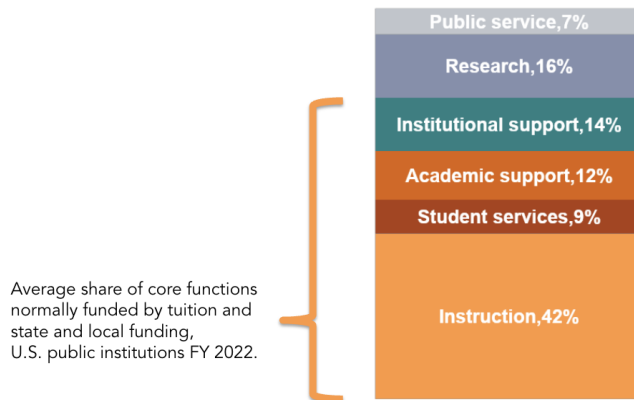 Public service,7%
Research,16%
Institutional support,14%
Academic support,12%
Student services,9%
Average share of core functions
normally funded by tuition and
state and local funding,
U.S. public institutions FY 2022.
Instruction,42%